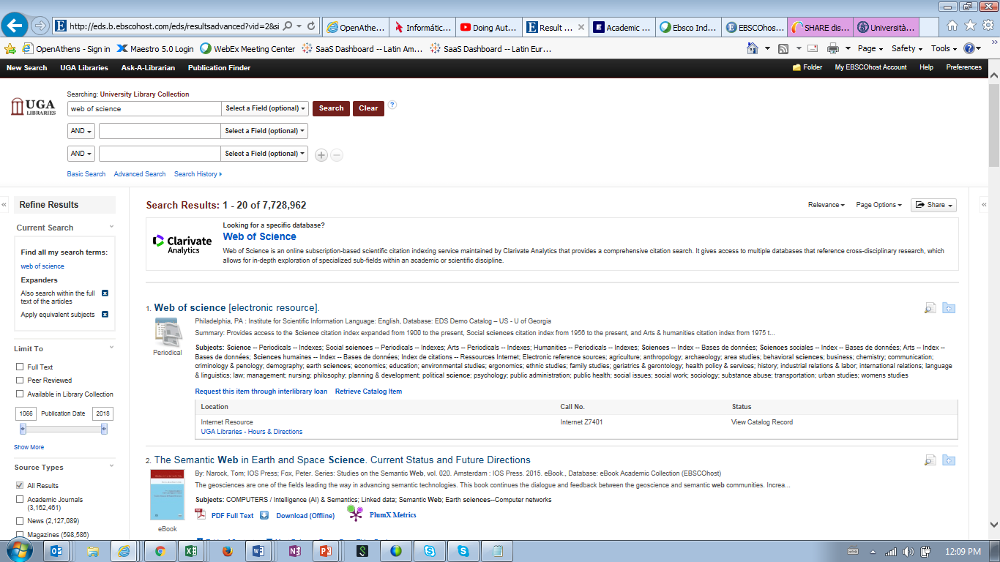 http://eds.b.ebscohost.com/eds/resultsadvanced?vid=2&si
OpenAthe...
Informátic...
Doing Aut...
Result ...
Academic ...
Ebsco Ind...
EBSCOhos...
SHARE dis...
Università...
OpenAthens - Sign in
Maestro 5.0 Login
WebEx Meeting Center
SaaS Dashboard -- Latin Am...
SaaS Dashboard -- Latin Eur...
Page
Safety
Tools
New Search
UGA Libraries
Ask-A-Librarian
Publication Finder
Folder
My EBSCOhost Account
Help
Preferences
UGA
LIBRARIES
Searching: University Library Collection
web of science
Select a Field (optional)
Search
Clear
AND
Select a Field (optional)
AND
Select a Field (optional)
Basic Search
Advanced Search
Search History
Refine Results
Current Search
Find all my search terms:
web of science
Expanders
Also search within the full
text of the articles
Apply equivalent subjects
Limit To
Full Text
Peer Reviewed
Available in Library Collection
1066
Publication Date
2018
Show More
Source Types
All Results
Academic Journals
(3,162,461)
News (2,127,089)
Magazines (598,586)
Search Results: 1 - 20 of 7,728,962
Relevance
Page Options
Share
Clarivate
Analytics
Looking for a specific database?
Web of Science
Web of Science is an online subscription-based scientific citation indexing service maintained by Clarivate Analytics that provides a comprehensive citation search. It gives access to multiple databases that reference cross-disciplinary research, which
allows for in-depth exploration of specialized sub-fields within an academic or scientific discipline.
1. Web of science [electronic resource].
Periodical
Philadelphia, PA : Institute for Scientific Information Language: English, Database: EDS Demo Catalog – US - U of Georgia
Summary: Provides access to the Science citation index expanded from 1900 to the present, Social sciences citation index from 1956 to the present, and Arts & humanities citation index from 1975 t...
Subjects: Science -- Periodicals -- Indexes; Social sciences -- Periodicals -- Indexes; Arts -- Periodicals -- Indexes; Humanities -- Periodicals -- Indexes; Sciences -- Index -- Bases de données; Sciences sociales -- Index -- Bases de données; Arts -- Index --
Bases de données; Sciences humaines -- Index -- Bases de données; Index de citations -- Ressources Internet; Electronic reference sources; agriculture; anthropology; archaeology; area studies; behavioral sciences; business; chemistry; communication;
criminology & penology; demography; earth sciences; economics; education; environmental studies; ergonomics; ethnic studies; family studies; geriatrics & gerontology; health policy & services; history; industrial relations & labor; international relations; language
& linguistics; law; management; nursing; philosophy; planning & development; political science; psychology; public administration; public health; social issues; social work; sociology; substance abuse; transportation; urban studies; womens studies
Request this item through interlibrary loan
Retrieve Catalog Item
Location
Call No.
Status
Internet Resource
Internet Z7401
View Catalog Record
UGA Libraries - Hours & Directions
2. The Semantic Web in Earth and Space Science. Current Status and Future Directions
eBook
By: Narock, Tom; IOS Press; Fox, Peter. Series: Studies on the Semantic Web, vol. 020. Amsterdam : IOS Press. 2015. eBook., Database: eBook Academic Collection (EBSCOhost)
The geosciences are one of the fields leading the way in advancing semantic technologies. This book continues the dialogue and feedback between the geoscience and semantic web communities. Increa...
Subjects: COMPUTERS / Intelligence (AI) & Semantics; Linked data; Semantic Web; Earth sciences--Computer networks
PDF Full Text
Download (Offline)
PlumX Metrics
12:09 PM